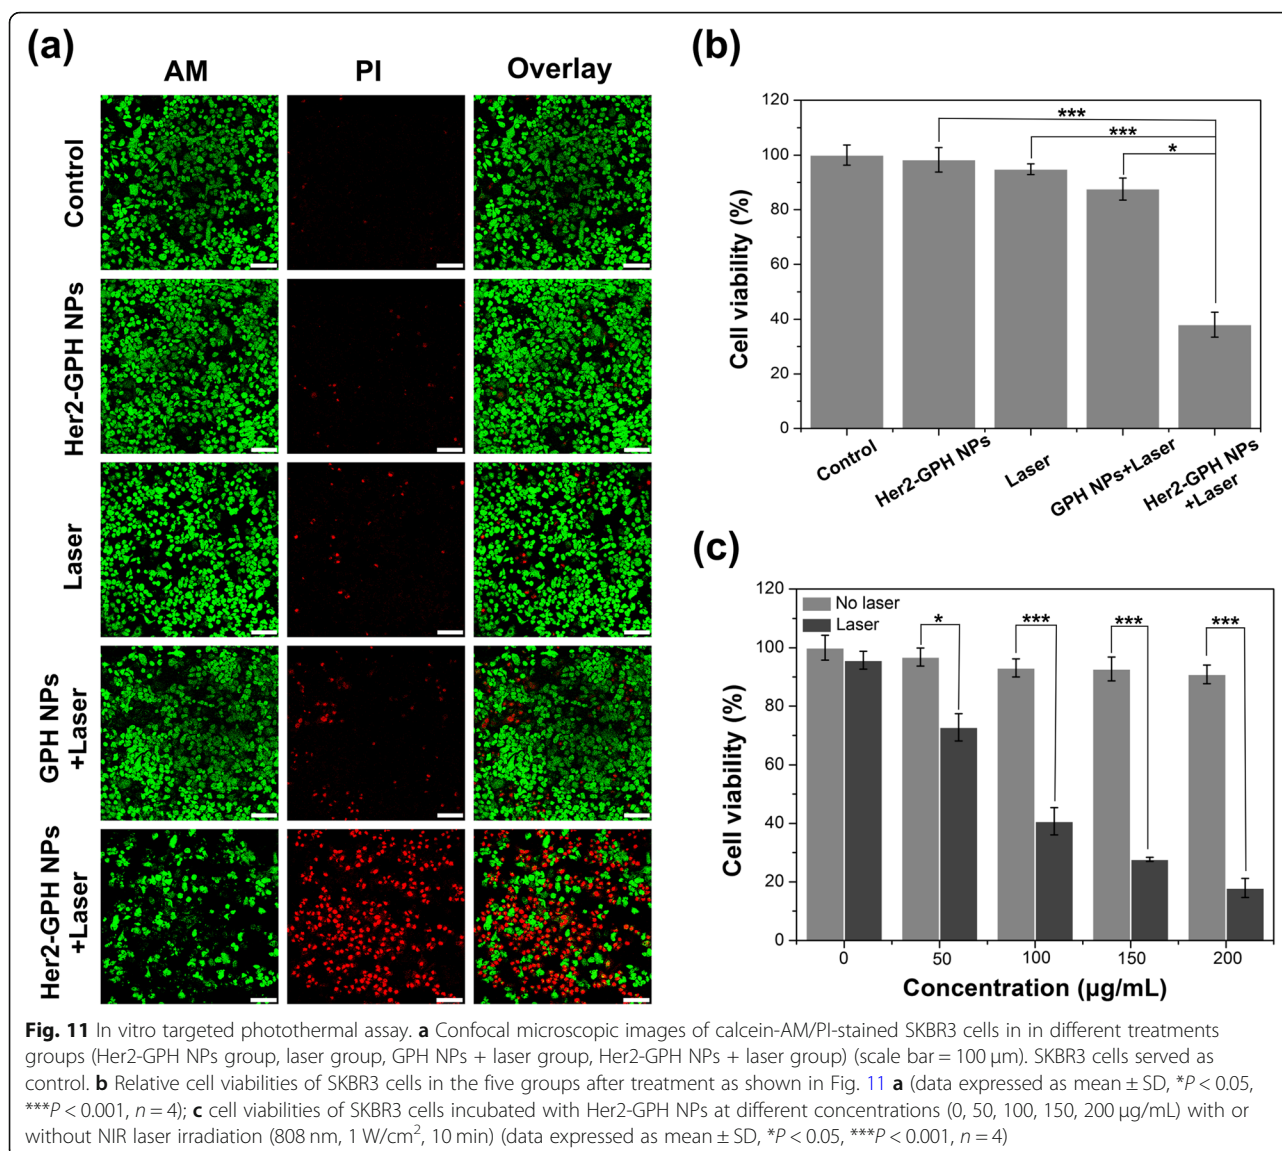 (a)
AM PI Overlay
Control
Her2-GPH NPs
Laser
GPH NPs
+Laser
Her2-GPH NPs
+Laser
(b)
120
100
80
60
40
20
0
Cell viability (%)
***
***
*
Control
Her2-GPH NPs
Laser
GPH NPs+Laser
Her2-GPH NPs
+Laser
(c)
120
100
80
60
40
20
0
Cell viability (%)
No laser
Laser
* *** *** ***
0 50 100 150 200
Concentration (µg/mL)
Fig. 11 In vitro targeted photothermal assay. a Confocal microscopic images of calcein-AM/PI-stained SKBR3 cells in in different treatments
groups (Her2-GPH NPs group, laser group, GPH NPs + laser group, Her2-GPH NPs + laser group) (scale bar = 100 µm). SKBR3 cells served as
control. b Relative cell viabilities of SKBR3 cells in the five groups after treatment as shown in Fig. 11 a (data expressed as mean ± SD, *P < 0.05,
***P < 0.001, n = 4); c cell viabilities of SKBR3 cells incubated with Her2-GPH NPs at different concentrations (0, 50, 100, 150, 200 µg/mL) with or
without NIR laser irradiation (808 nm, 1 W/cm², 10 min) (data expressed as mean ± SD, *P < 0.05, ***P < 0.001, n = 4)